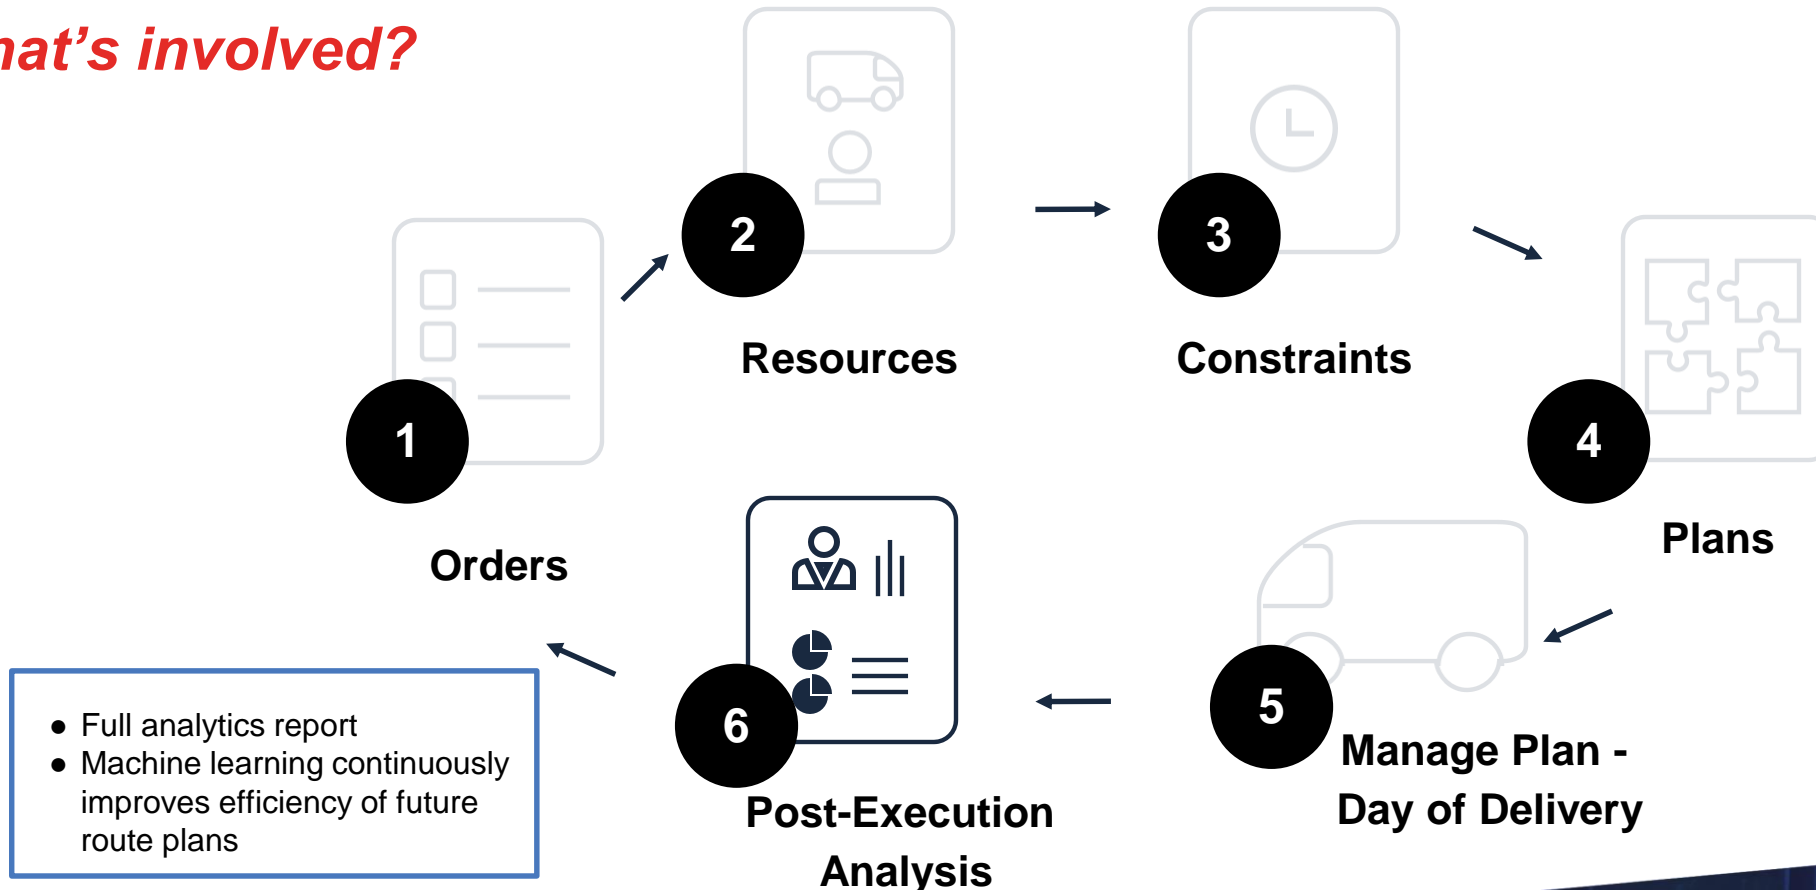 hat's involved?
2
3
Resources
Constraints
1
4
Orders
Plans
● Full analytics report
● Machine learning continuously
improves efficiency of future
route plans
6
5
Post-Execution
Analysis
Manage Plan -
Day of Delivery